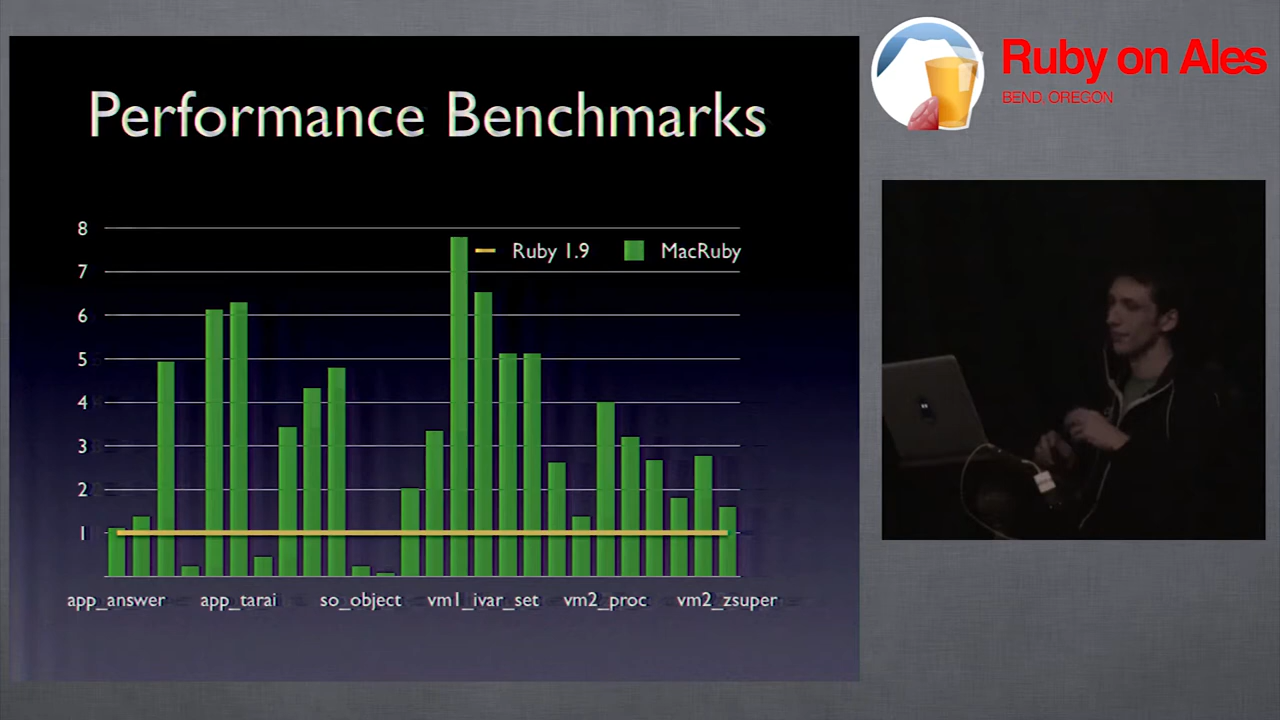 Performance Benchmarks
8
7
6
5
4
3
2
1
Ruby 1.9
MacRuby
app_answer
app_tarai
so_object
vm1_ivar_set
vm2_proc
vm2_zsuper
Ruby on Ales
BEND OREGON